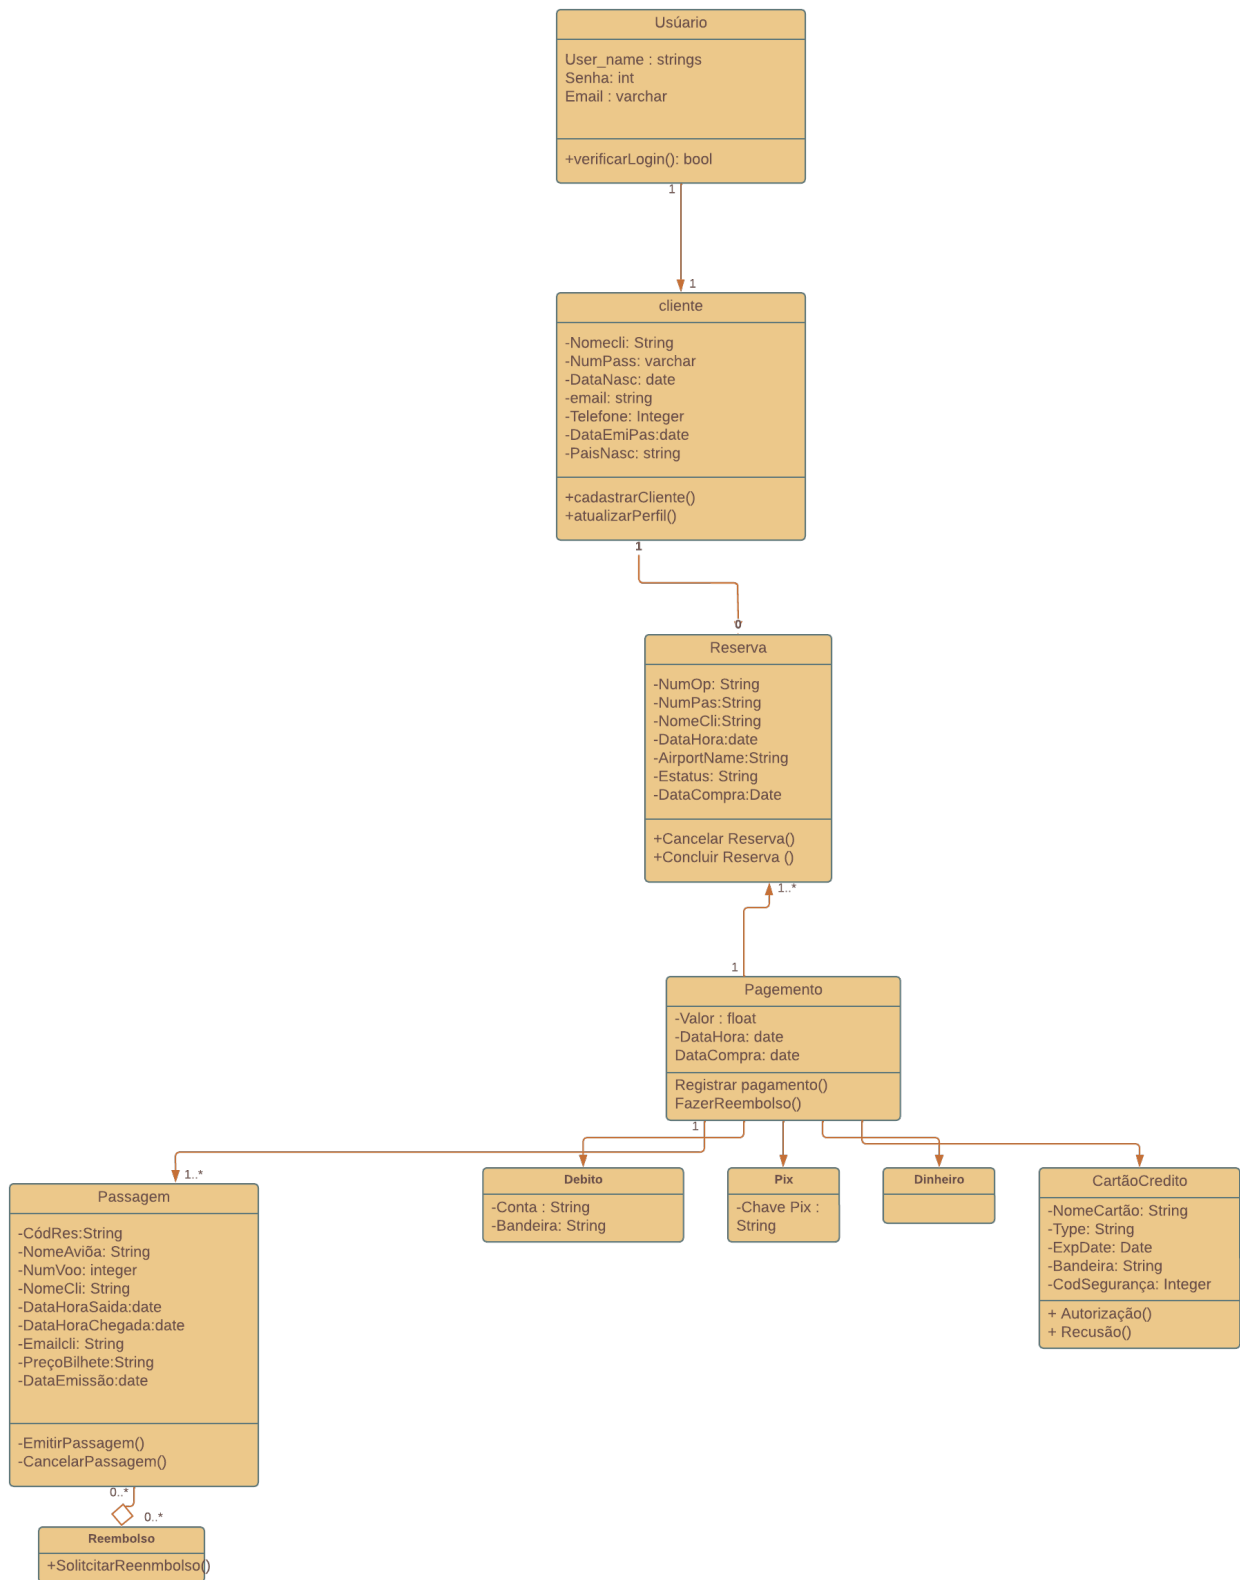 Usúario
User_name : strings
Senha: int
Email : varchar
+verificarLogin(): bool
1
1
cliente
-Nomecli: String
-NumPass: varchar
-DataNasc: date
-email: string
-Telefone: Integer
-DataEmiPas:date
-PaisNasc: string
+cadastrarCliente()
+atualizarPerfil()
1
0
Reserva
-NumOp: String
-NumPas:String
-NomeCli:String
-DataHora:date
-AirportName:String
-Estatus: String
-DataCompra:Date
+Cancelar Reserva()
+Concluir Reserva ()
1..*
1
Pagemento
-Valor : float
-DataHora: date
DataCompra: date
Registrar pagamento()
FazerReembolso()
1
1..*
Passagem
-CódRes:String
-NomeAviõa: String
-NumVoo: integer
-NomeCli: String
-DataHoraSaida:date
-DataHoraChegada:date
-Emailcli: String
-PreçoBilhete:String
-DataEmissão:date
-EmitirPassagem()
-CancelarPassagem()
Debito
-Conta : String
-Bandeira: String
Pix
-Chave Pix :
String
Dinheiro
CartãoCredito
-NomeCartão: String
-Type: String
-ExpDate: Date
-Bandeira: String
-CodSegurança: Integer
+ Autorização()
+ Recusão()
0..*
0..*
Reembolso
+SolitcitarReenmbolso()